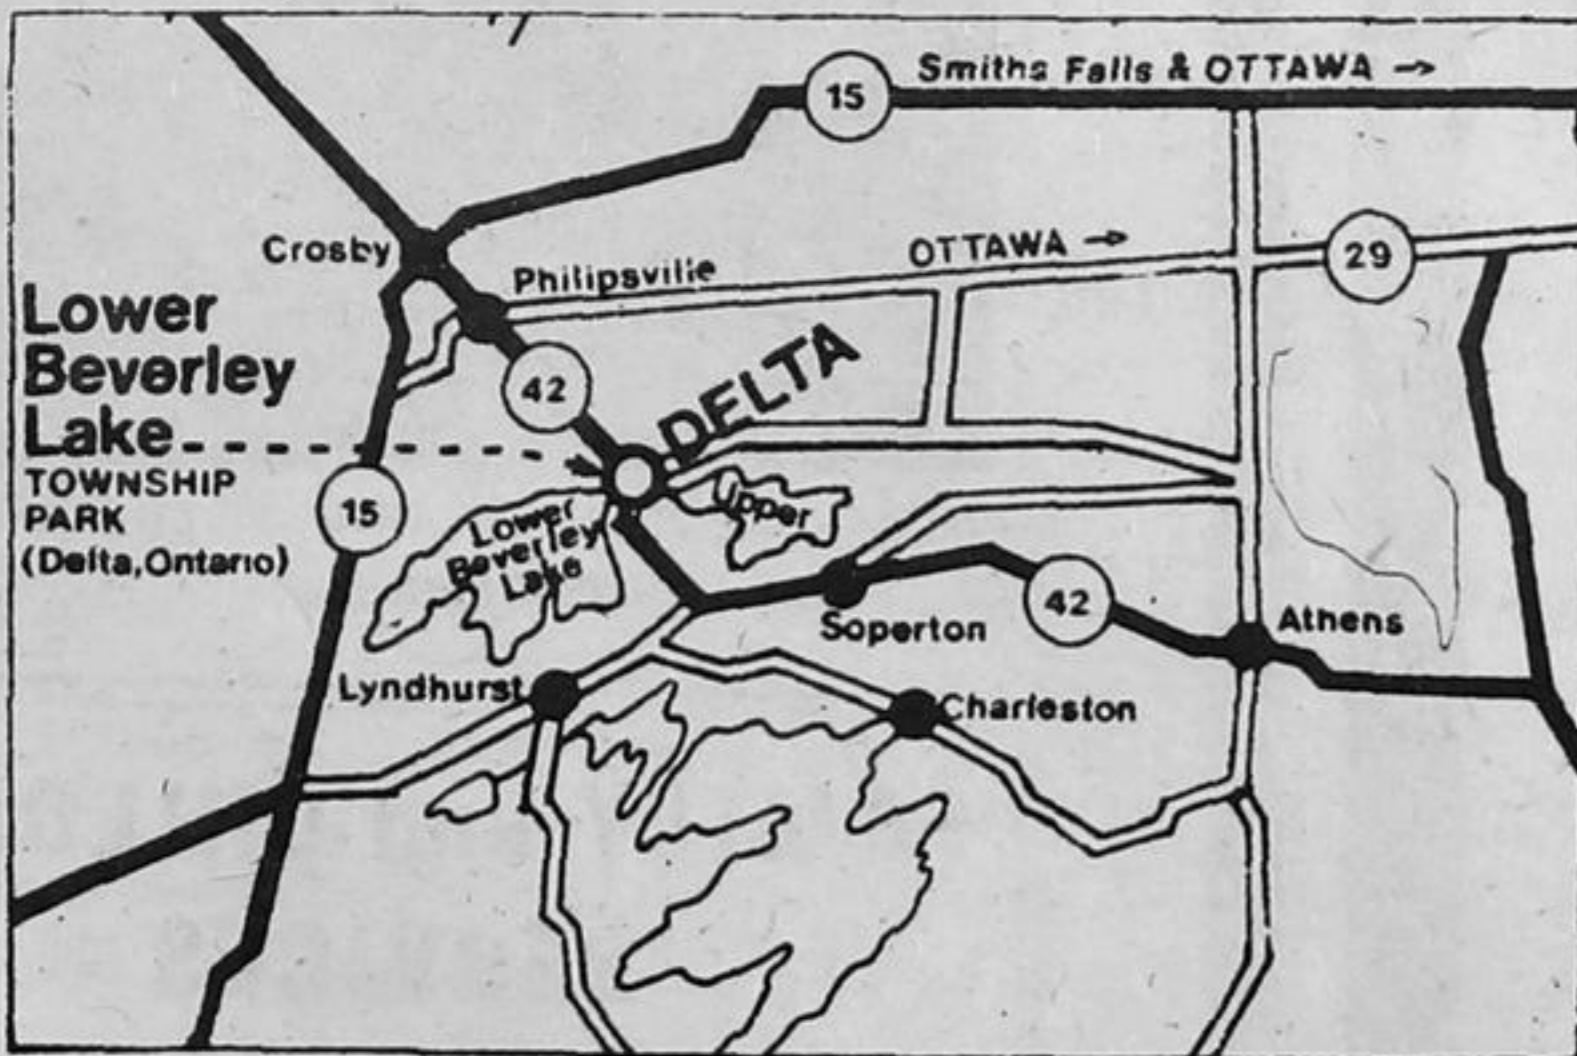 Smiths Falls & OTTAWA →
15
Crosby
Philipsville
OTTAWA →
29
Lower
Beverley
Lake
TOWNSHIP
PARK
(Delta, Ontario)
42
DELTA
15
Lower
Beverley
Lake
Upper
Soperton
42
Athens
Lyndhurst
Charleston